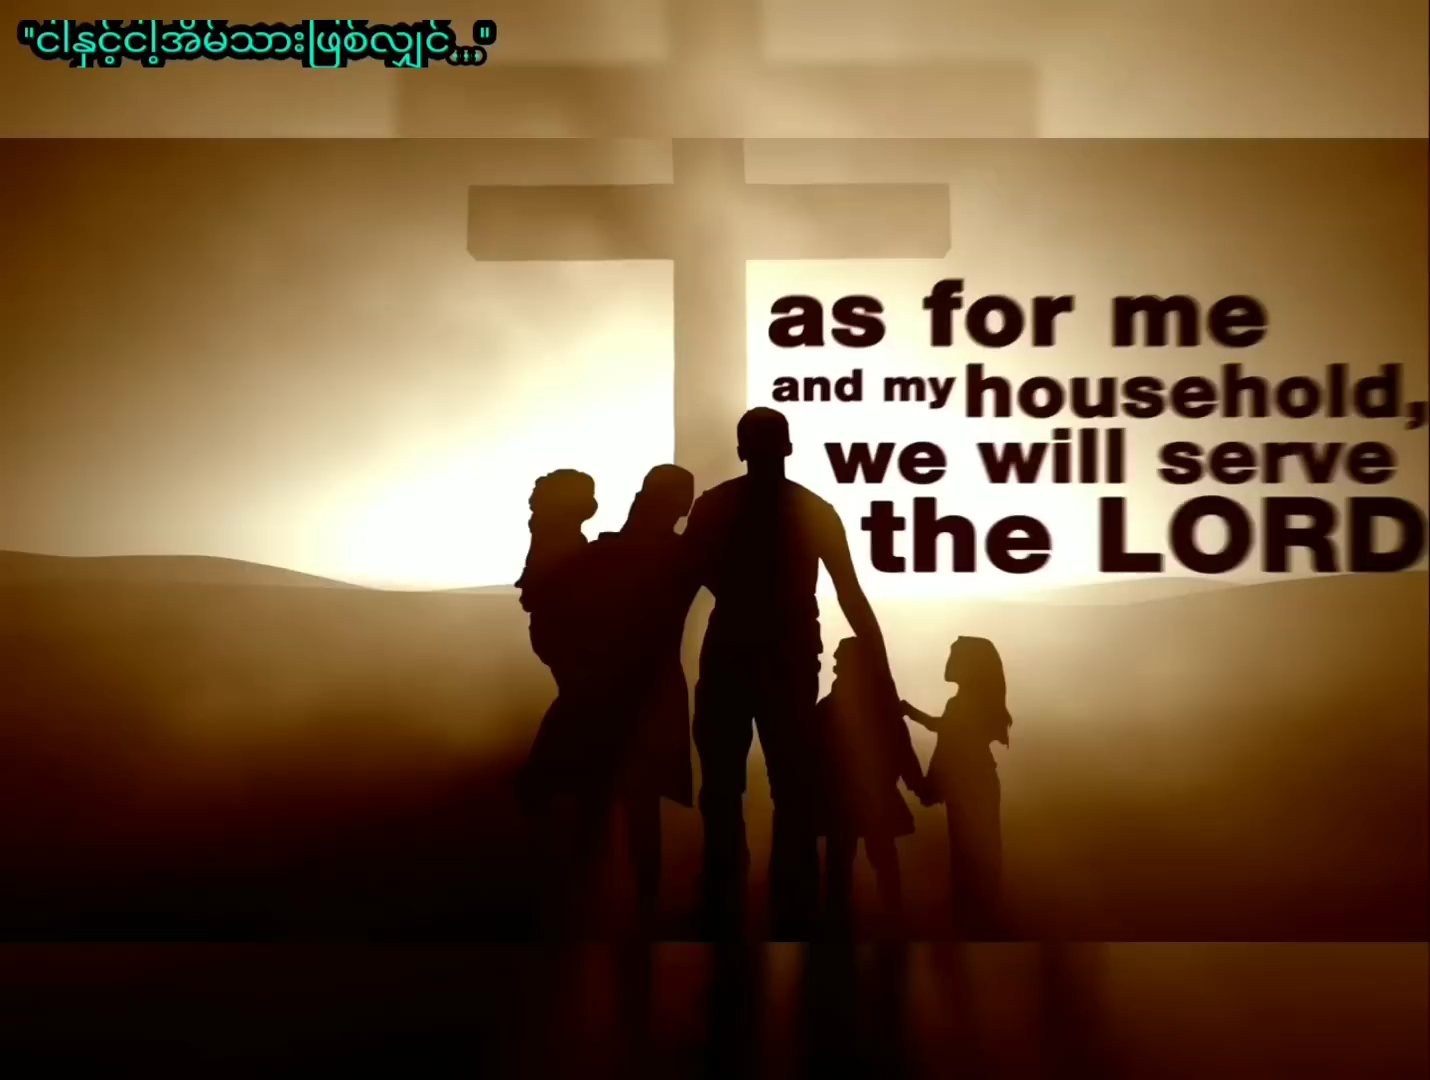 "ငါနှင့်ငါ့အိမ်သားဖြစ်လျှင်..."
as for me
and my household,
we will serve
the LORD